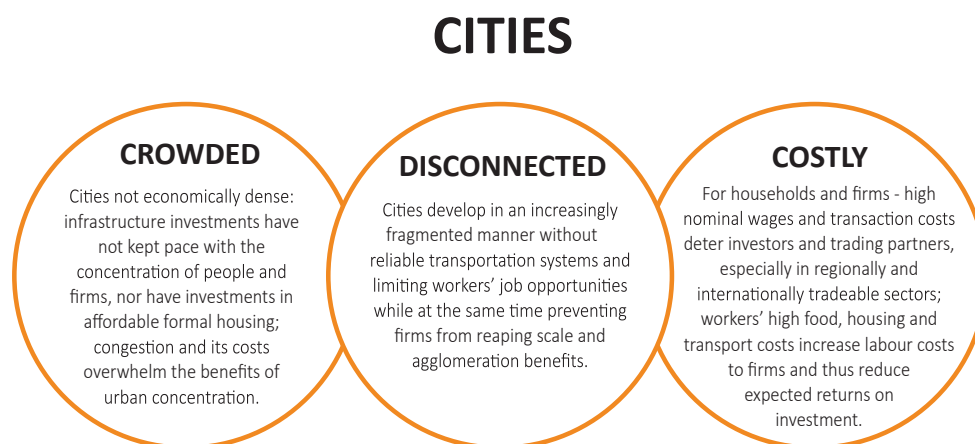 CITIES
CROWDED
Cities not economically dense:
infrastructure investments have
not kept pace with the
concentration of people and
firms, nor have investments in
affordable formal housing;
congestion and its costs
overwhelm the benefits of
urban concentration.
DISCONNECTED
Cities develop in an increasingly
fragmented manner without
reliable transportation systems and
limiting workers’ job opportunities
while at the same time preventing
firms from reaping scale and
agglomeration benefits.
COSTLY
For households and firms - high
nominal wages and transaction costs
deter investors and trading partners,
especially in regionally and
internationally tradeable sectors;
workers’ high food, housing and
transport costs increase labour costs
to firms and thus reduce
expected returns on
investment.